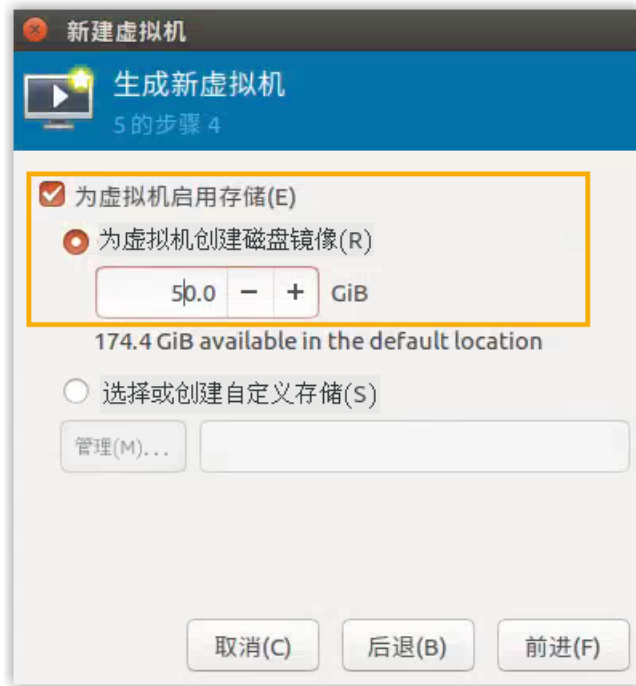 新建虚拟机
生成新虚拟机
5 的步骤 4
为虚拟机启用存储(E)
为虚拟机创建磁盘镜像(R)
50.0 − + GiB
174.4 GiB available in the default location
选择或创建自定义存储(S)
管理(M)...
取消(C) 后退(B) 前进(F)